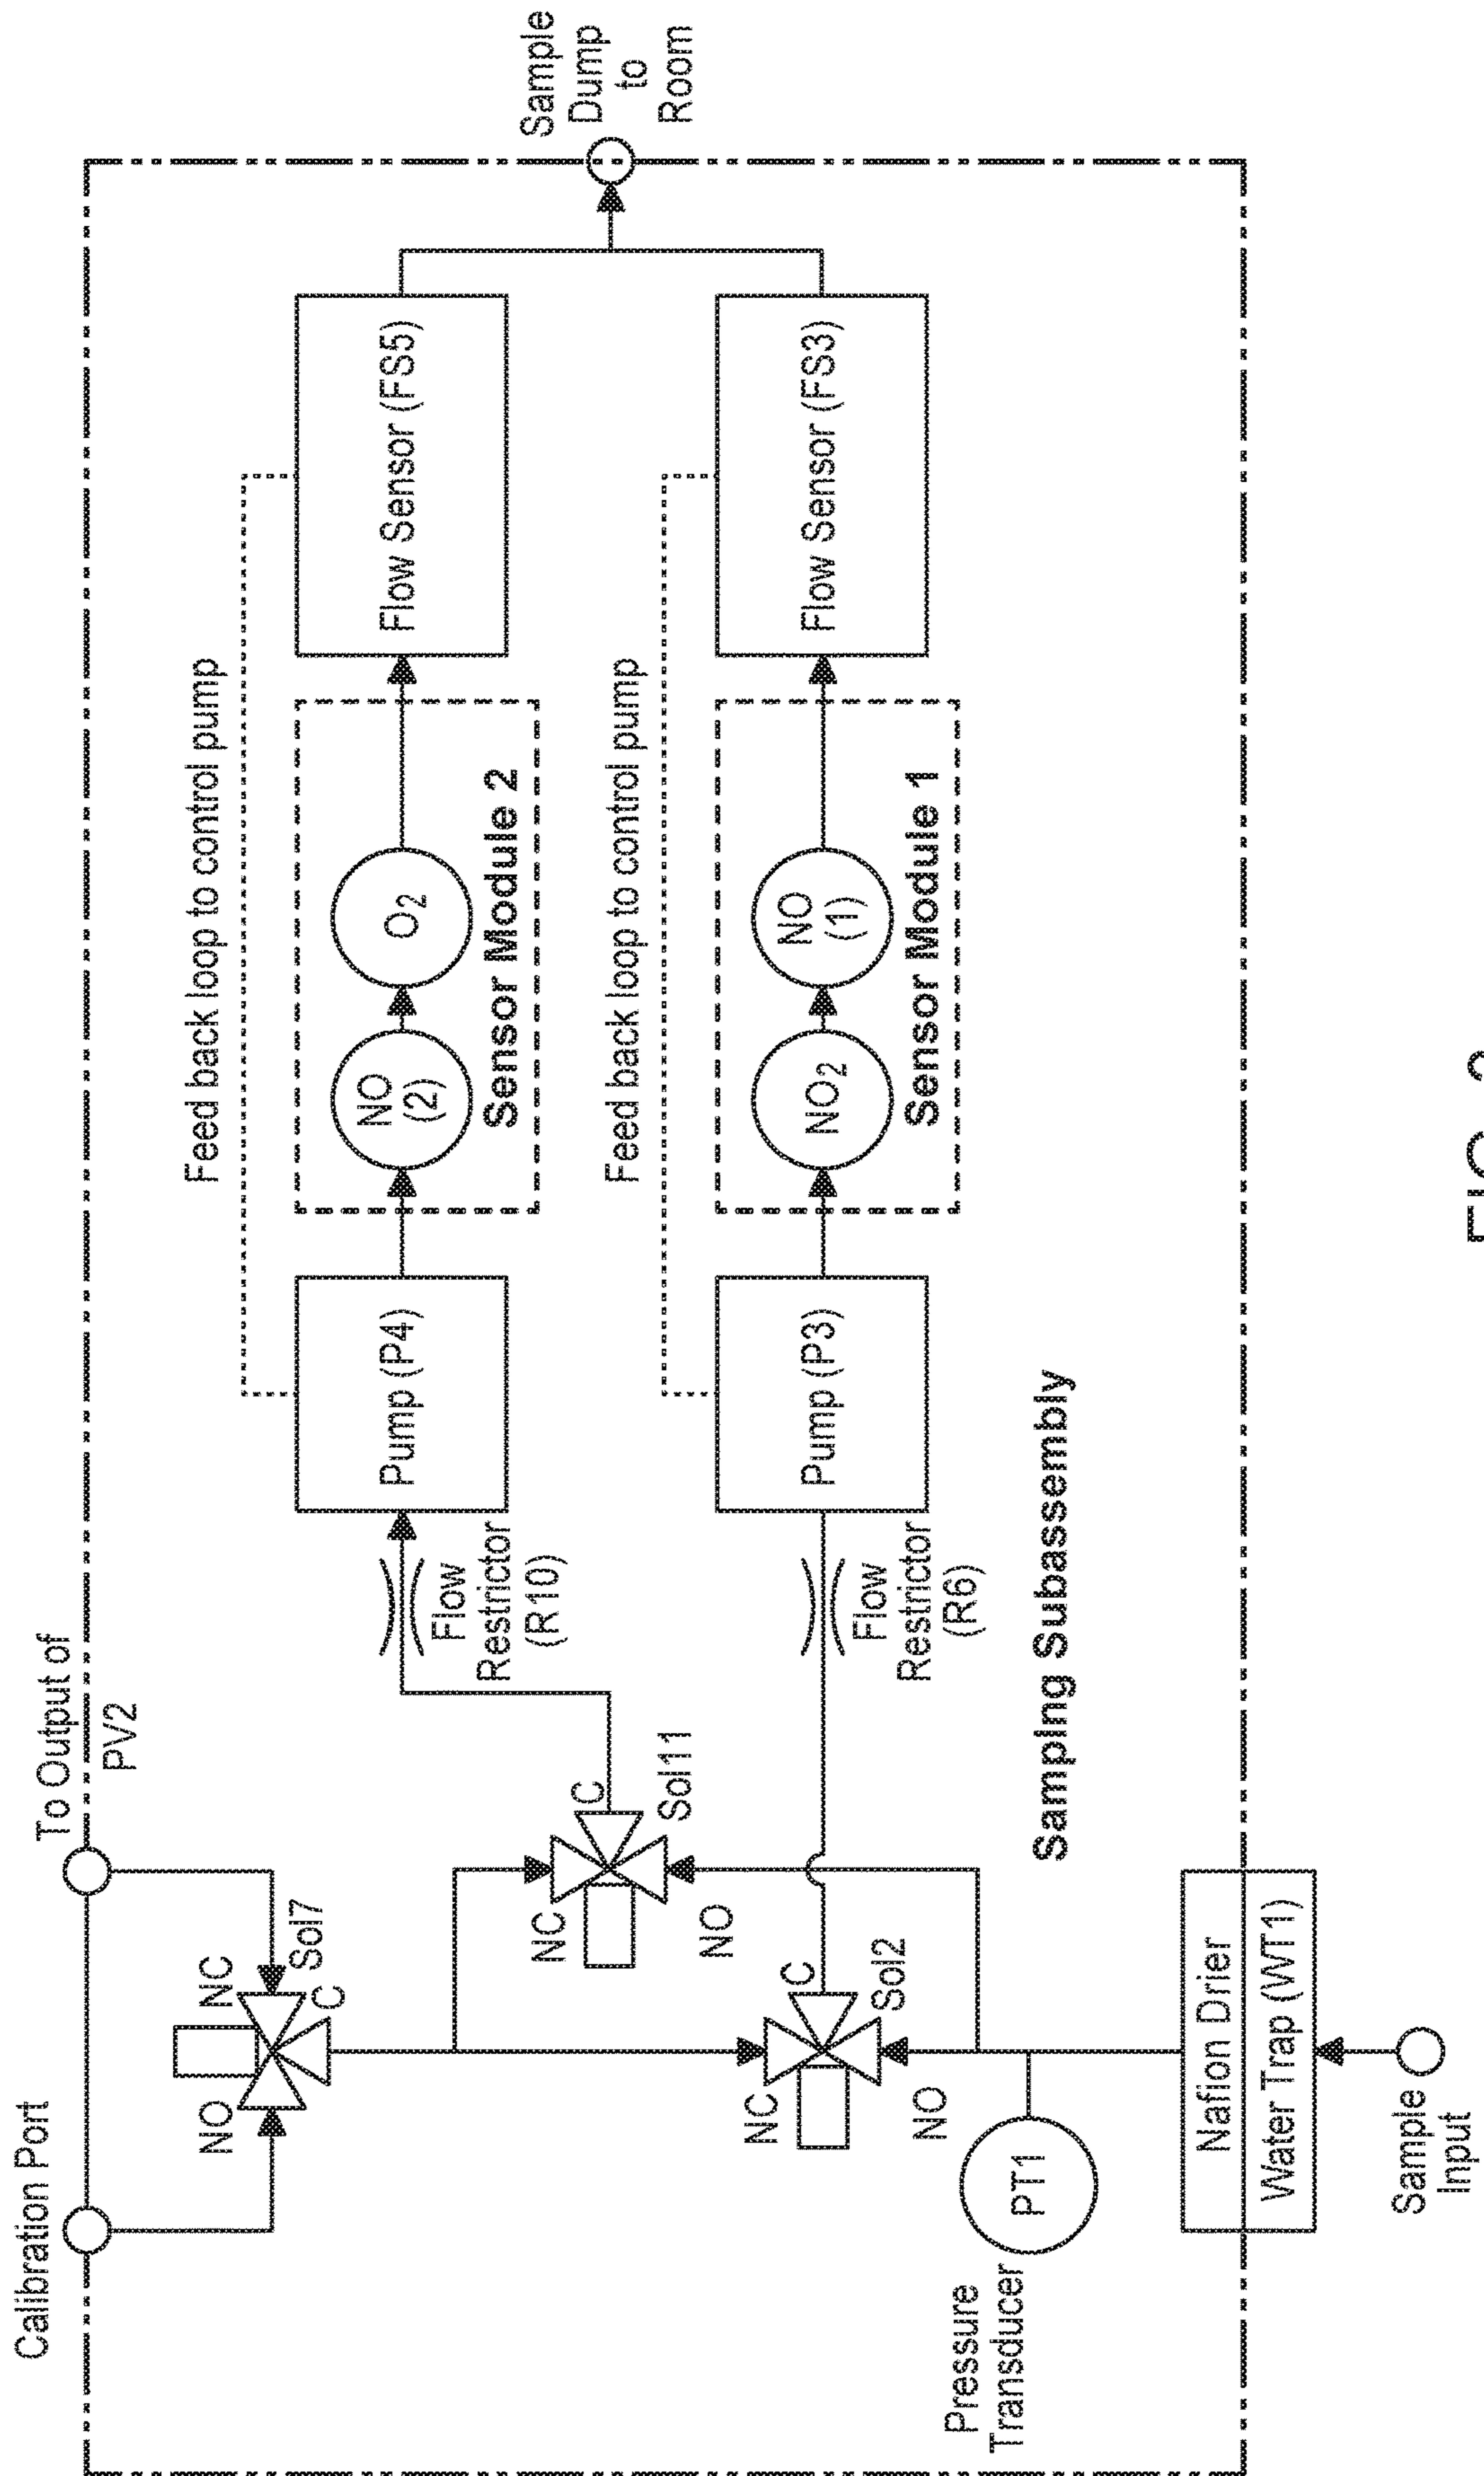 Calibration Port
To Output of
PV2
NO
NC
C
Sol7
NC
C
NO
Sol11
NC
C
NO
Sol2
Pressure
Transducer
PT1
Nafion Drier
Water Trap (WT1)
Sample
Input
Flow
Restrictor
(R10)
Flow
Restrictor
(R6)
Sampling Subassembly
Feed back loop to control pump
Pump (P4)
NO
(2)
O2
Sensor Module 2
Flow Sensor (FS5)
Feed back loop to control pump
Pump (P3)
NO2
NO
(1)
Sensor Module 1
Flow Sensor (FS3)
Sample
Dump
to
Room